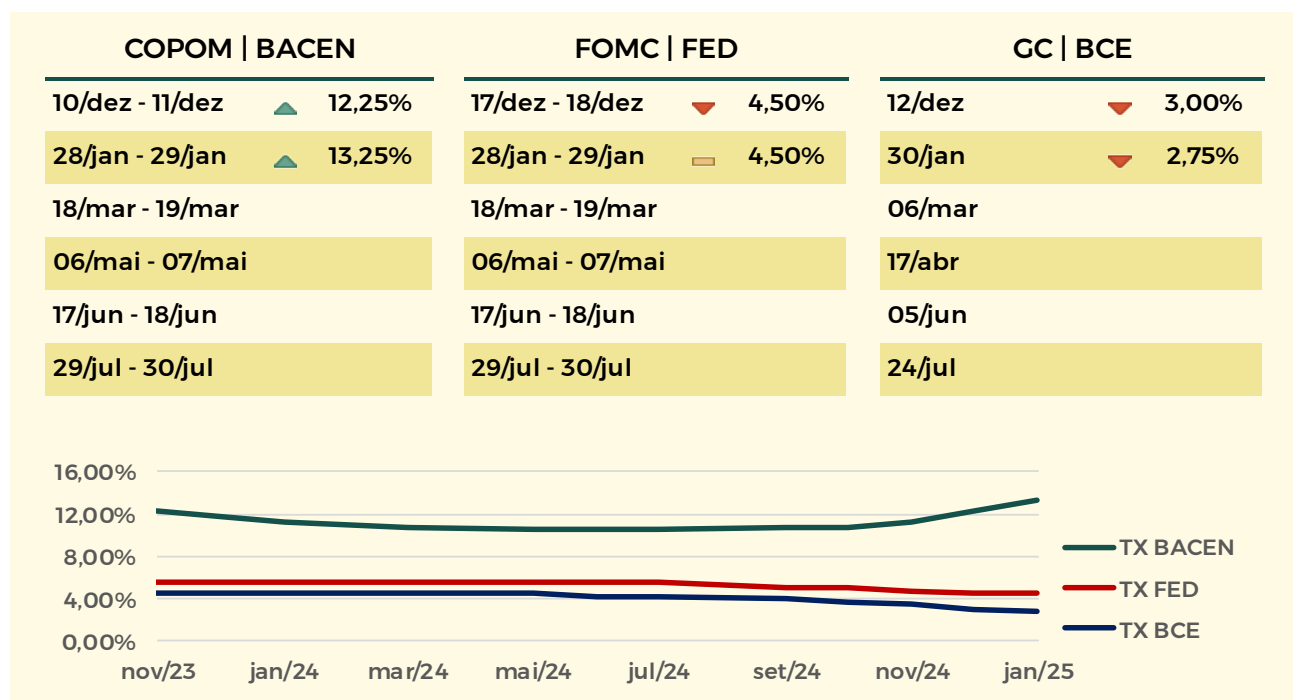 COPOM | BACEN
10/dez - 11/dez 12,25%
28/jan - 29/jan 13,25%
18/mar - 19/mar
06/mai - 07/mai
17/jun - 18/jun
29/jul - 30/jul
FOMC | FED
17/dez - 18/dez 4,50%
28/jan - 29/jan 4,50%
18/mar - 19/mar
06/mai - 07/mai
17/jun - 18/jun
29/jul - 30/jul
GC | BCE
12/dez 3,00%
30/jan 2,75%
06/mar
17/abr
05/jun
24/jul
16,00%
12,00%
8,00%
4,00%
0,00%
nov/23 jan/24 mar/24 mai/24 jul/24 set/24 nov/24 jan/25
TX BACEN
TX FED
TX BCE